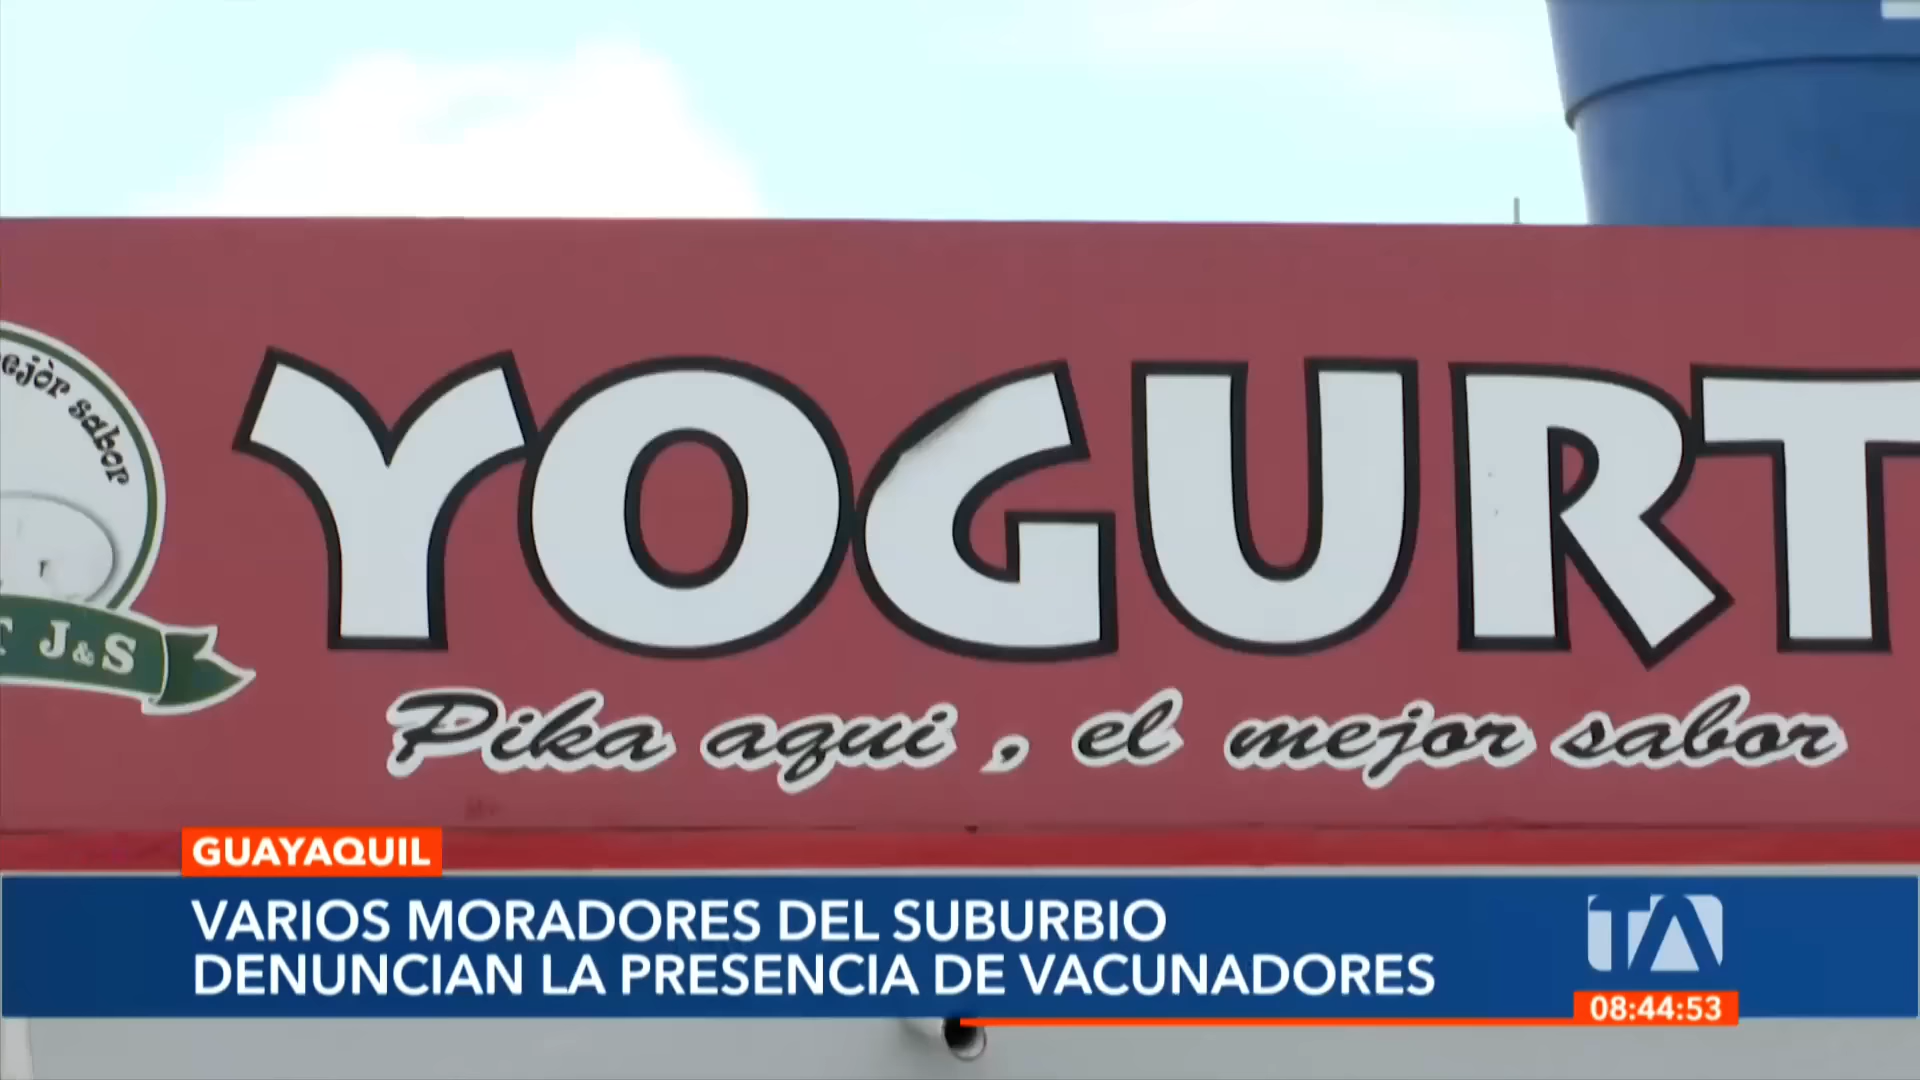 mejòr sabor
YOGURT
J&S
Pika aqui , el mejor sabor
GUAYAQUIL
VARIOS MORADORES DEL SUBURBIO
DENUNCIAN LA PRESENCIA DE VACUNADORES
TA
08:44:53